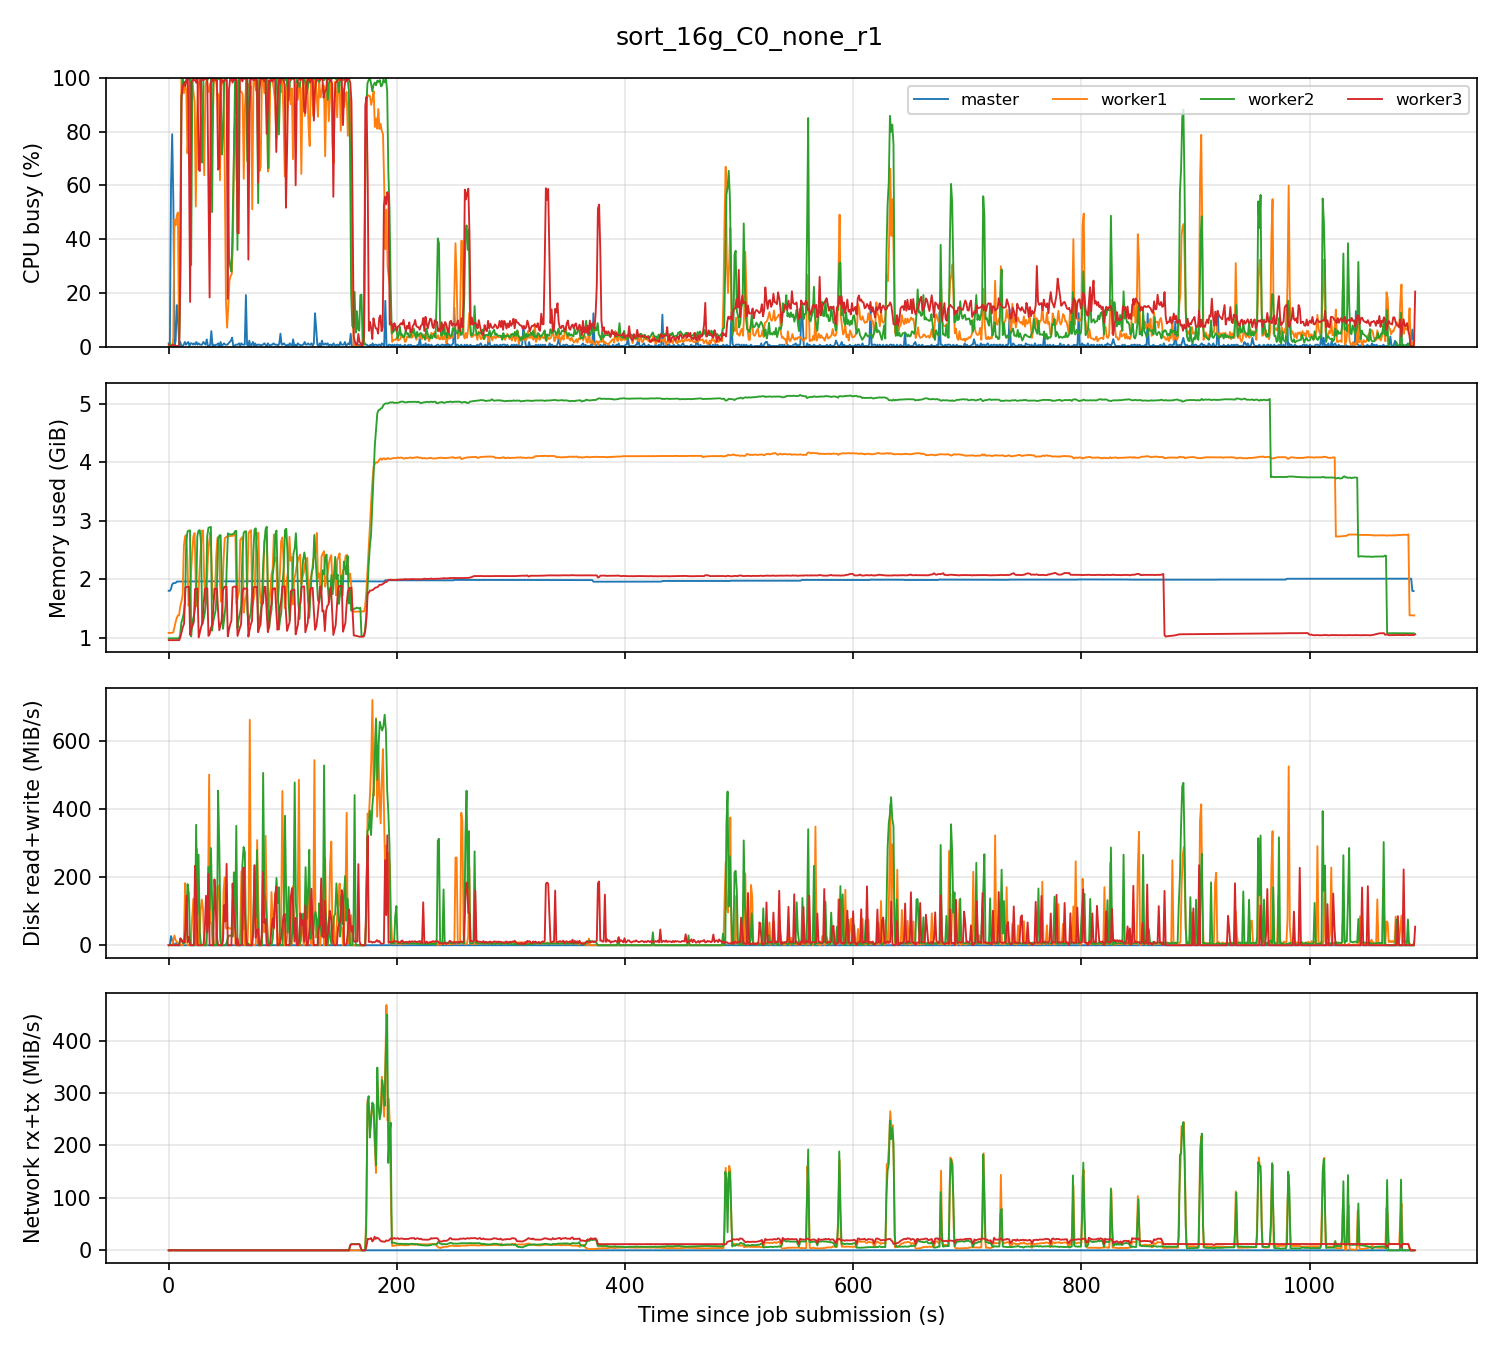 sort_16g_C0_none_r1
CPU busy (%)
100
80
60
40
20
0
master worker1 worker2 worker3
Memory used (GiB)
5
4
3
2
1
Disk read+write (MiB/s)
600
400
200
0
Network rx+tx (MiB/s)
400
300
200
100
0
0 200 400 600 800 1000
Time since job submission (s)